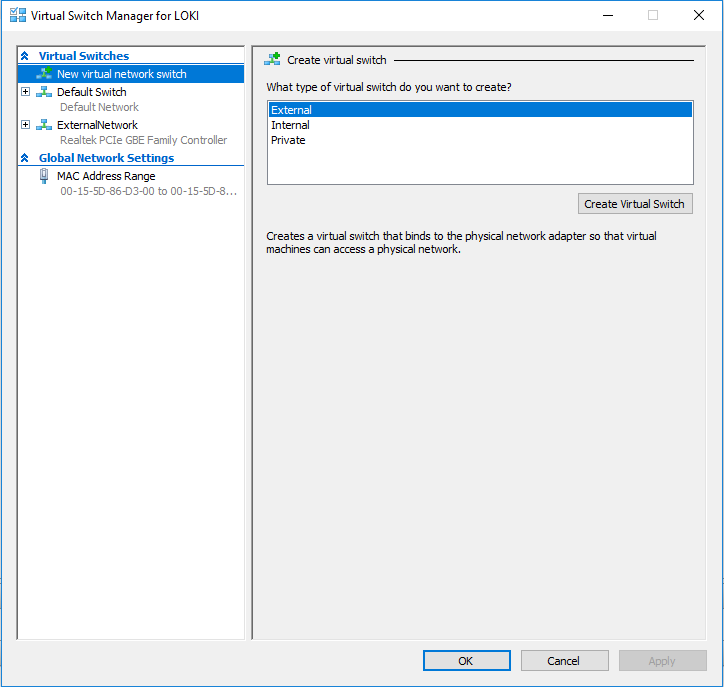 Virtual Switch Manager for LOKI
Virtual Switches
New virtual network switch
Default Switch
Default Network
ExternalNetwork
Realtek PCIe GBE Family Controller
Global Network Settings
MAC Address Range
00-15-5D-86-D3-00 to 00-15-5D-8...
Create virtual switch
What type of virtual switch do you want to create?
External
Internal
Private
Create Virtual Switch
Creates a virtual switch that binds to the physical network adapter so that virtual
machines can access a physical network.
OK
Cancel
Apply